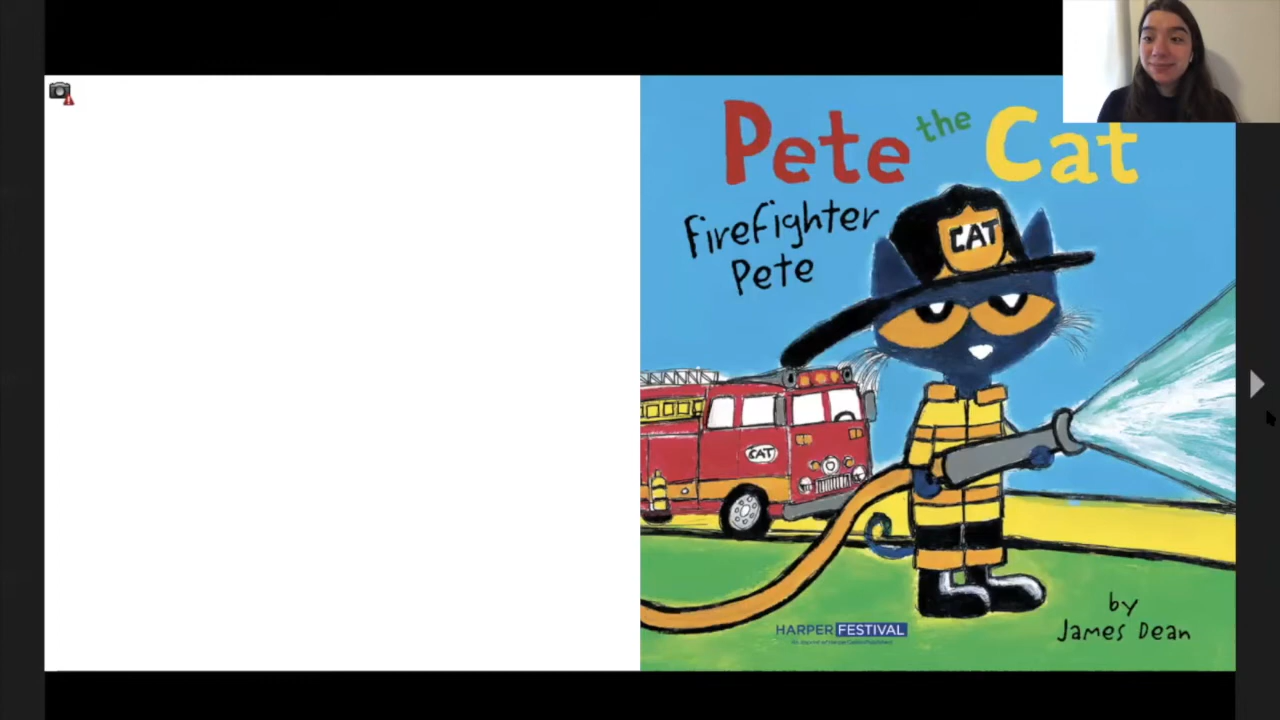 Pete the Cat
Firefighter
Pete
CAT
CAT
by
James Dean
HARPER FESTIVAL